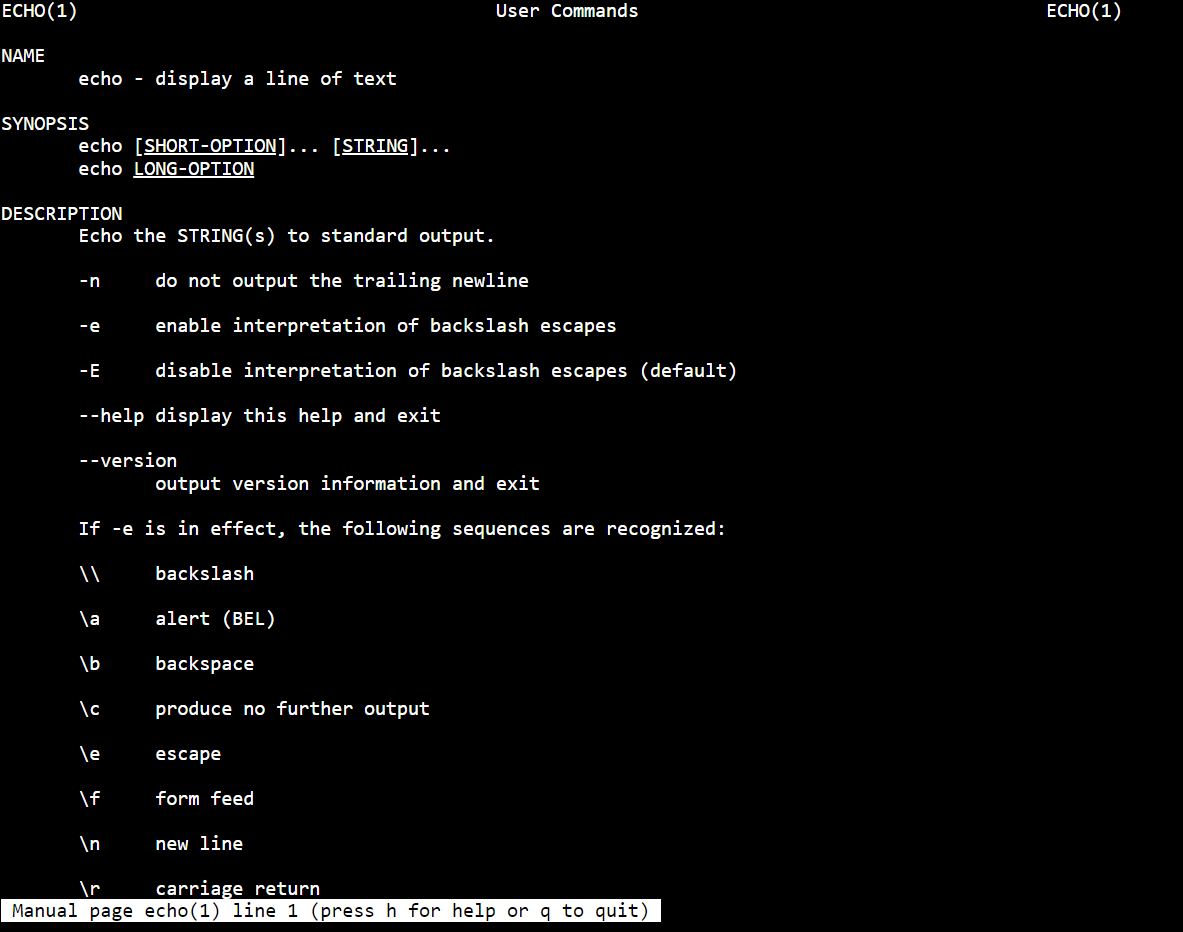 ECHO(1) User Commands ECHO(1)
NAME
echo - display a line of text
SYNOPSIS
echo [SHORT-OPTION]... [STRING]...
echo LONG-OPTION
DESCRIPTION
Echo the STRING(s) to standard output.
-n do not output the trailing newline
-e enable interpretation of backslash escapes
-E disable interpretation of backslash escapes (default)
--help display this help and exit
--version
output version information and exit
If -e is in effect, the following sequences are recognized:
\\ backslash
\a alert (BEL)
\b backspace
\c produce no further output
\e escape
\f form feed
\n new line
\r carriage return
Manual page echo(1) line 1 (press h for help or q to quit)